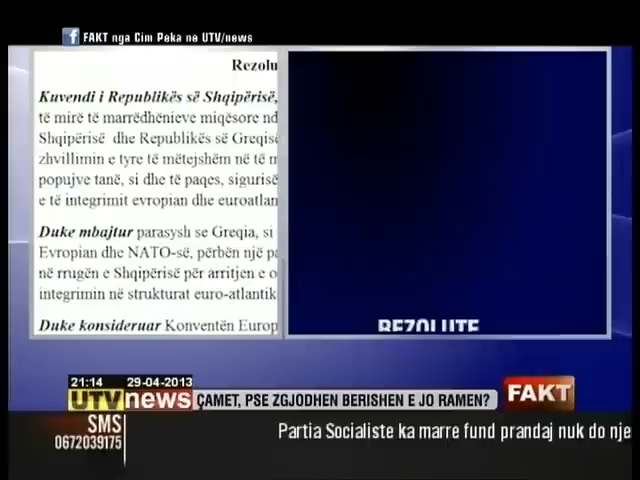 FAKT nga Cim Peka ne UTV/news
Rezolu
Kuvendi i Republikës së Shqipërisë,
të mirë të marrëdhënieve miqësore nd
Shqipërisë dhe Republikës së Greqisë
zhvillimin e tyre të mëtejshëm në të m
popujve tanë, si dhe të paqes, sigurisë
e të integrimit evropian dhe euroatlan
Duke mbajtur parasysh se Greqia, si
Evropian dhe NATO-së, përbën një pa
në rrugën e Shqipërisë për arritjen e o
integrimin në strukturat euro-atlantik
Duke konsideruar Konventën Europ
REZOLUTE
21:14 29-04-2013
UTVnews ÇAMET, PSE ZGJODHEN BERISHEN E JO RAMEN? FAKT
SMS
0672039175
Partia Socialiste ka marre fund prandaj nuk do nje